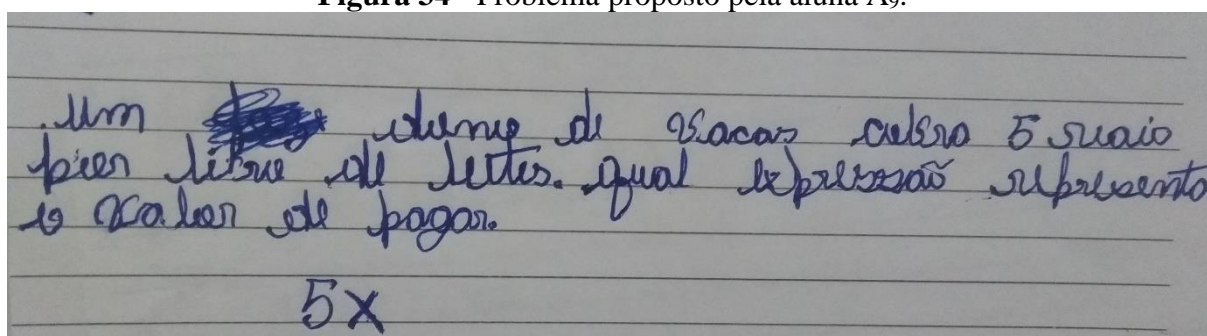 Figura 34 - Problema proposto pela aluna A₉.
Um dono de vacas cobra 5 reais
por litro de leites. qual expressão representa
o valor de pagar.
5x